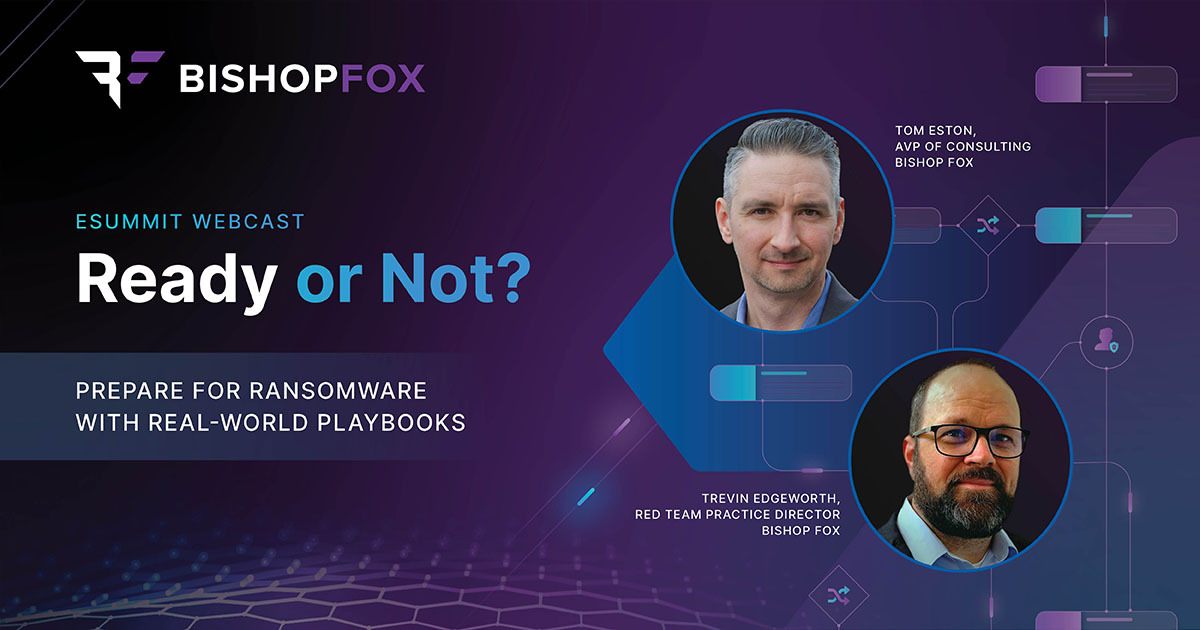 BISHOPFOX
ESUMMIT WEBCAST
Ready or Not?
PREPARE FOR RANSOMWARE
WITH REAL-WORLD PLAYBOOKS
TOM ESTON,
AVP OF CONSULTING
BISHOP FOX
TREVIN EDGEWORTH,
RED TEAM PRACTICE DIRECTOR
BISHOP FOX